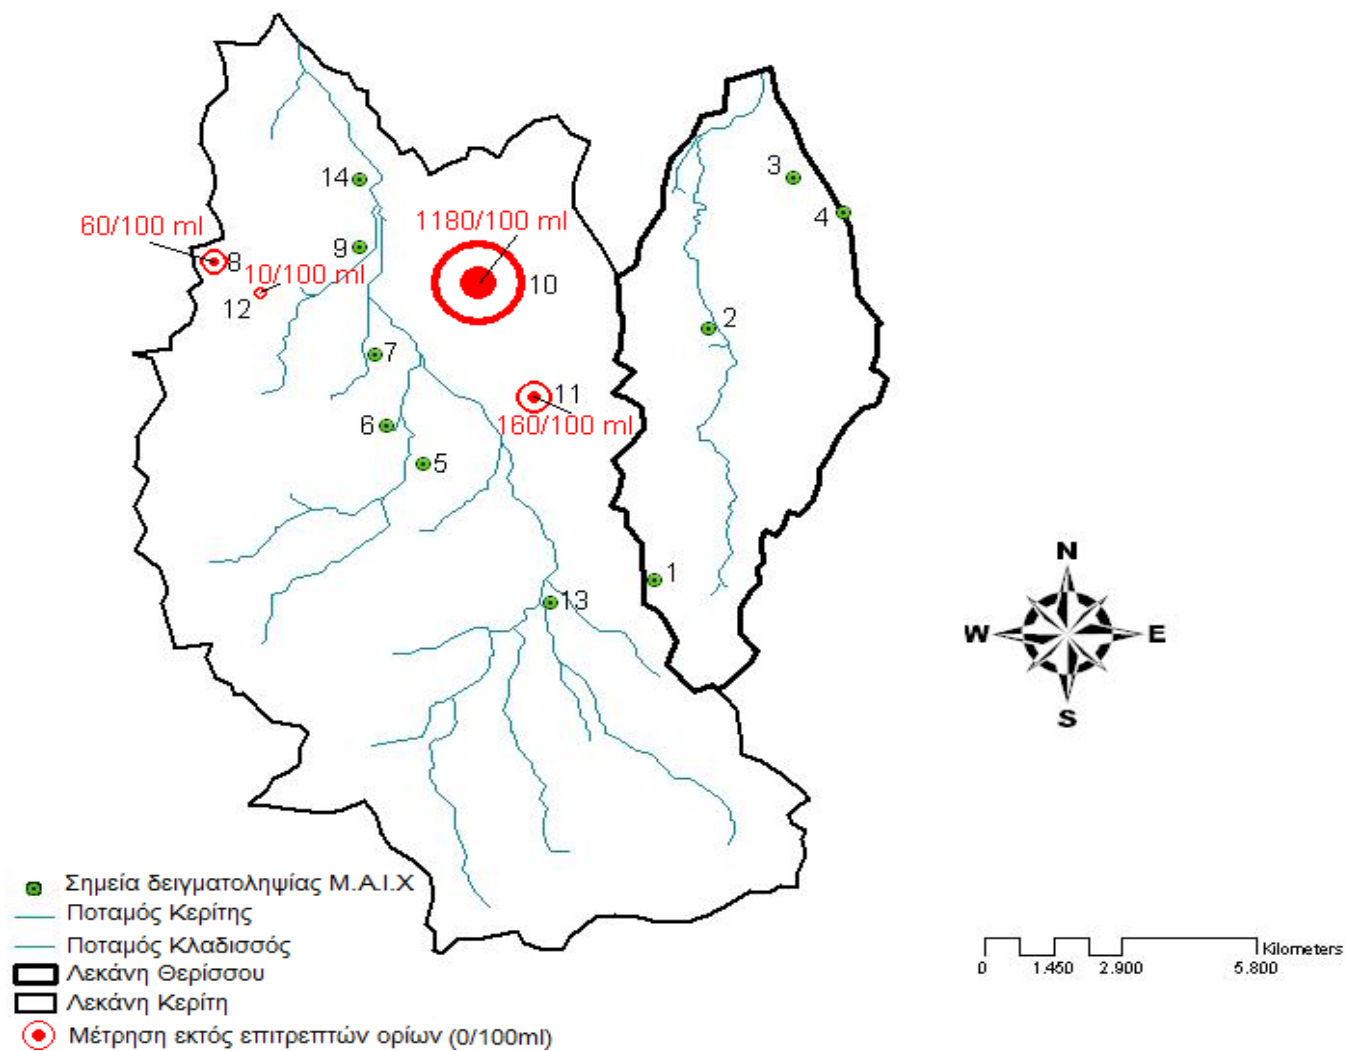 3
14
4
60/100 ml
1180/100 ml
9
8
10/100 ml
10
12
2
7
11
6
160/100 ml
5
N
1
13
W
E
S
Σημεία δειγματοληψίας Μ.Α.Ι.Χ
Ποταμός Κερίτης
Ποταμός Κλαδισσός
Λεκάνη Θερίσσου
Λεκάνη Κερίτη
Μέτρηση εκτός επιτρεπτών ορίων (0/100ml)
Kilometers
0 1.450 2.900 5.800